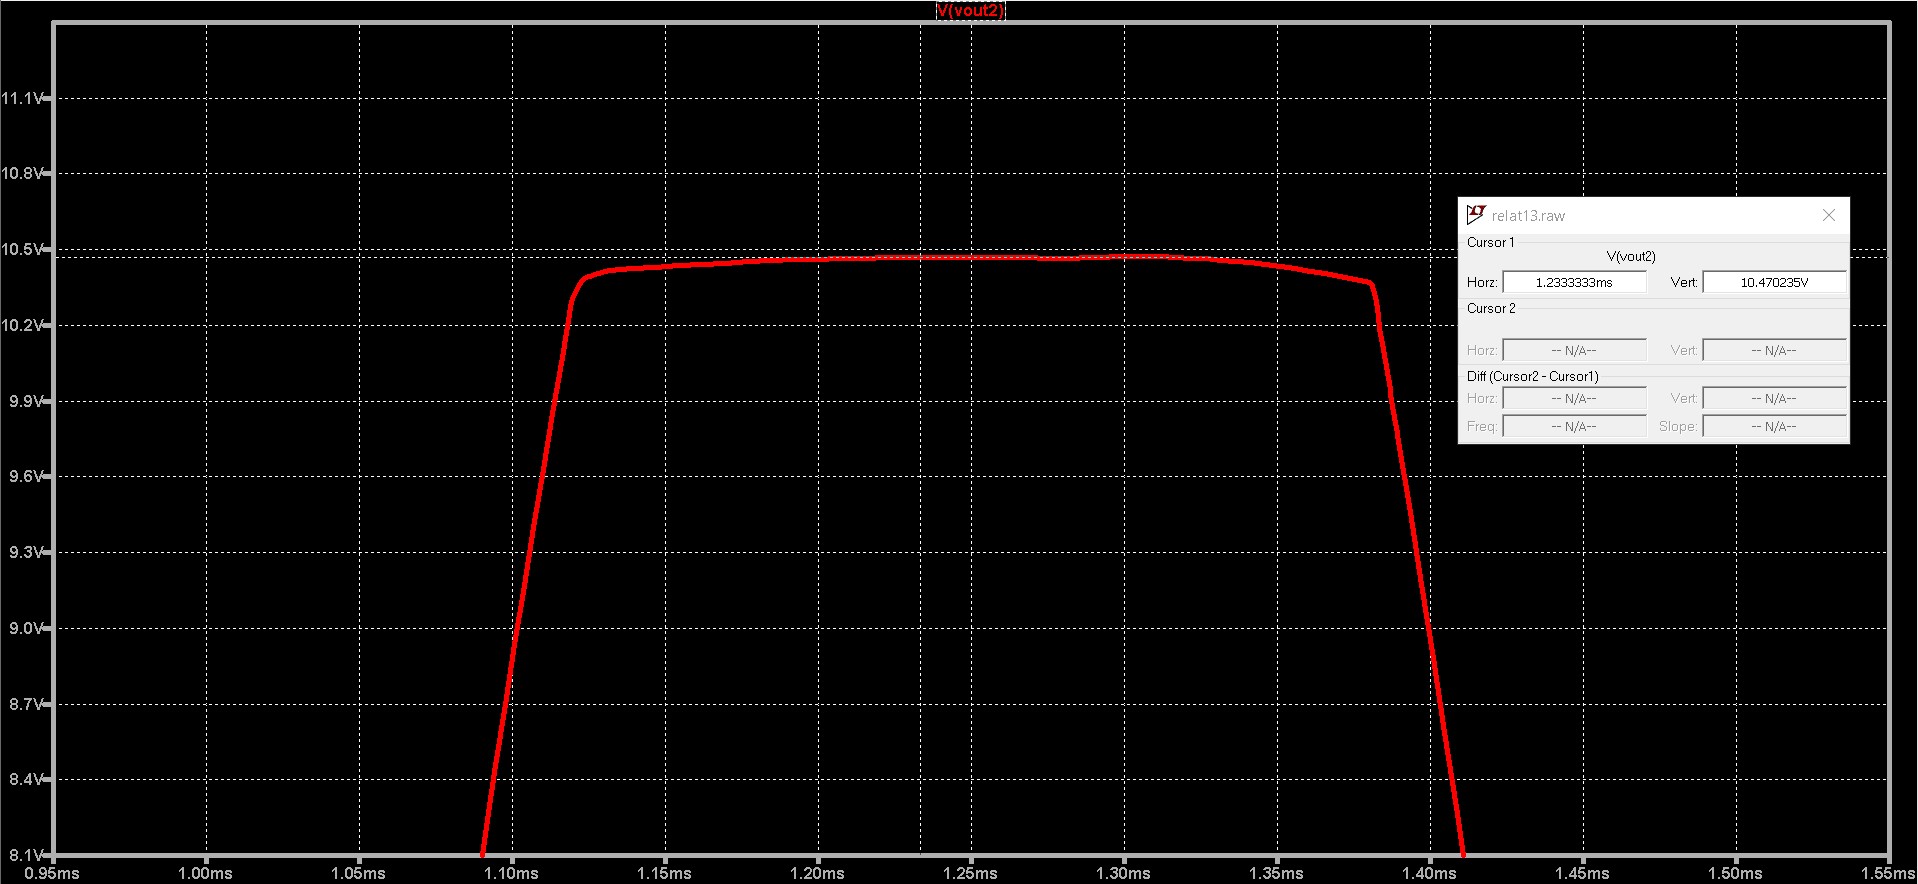 V(vout2)
11.1V
10.8V
10.5V
10.2V
9.9V
9.6V
9.3V
9.0V
8.7V
8.4V
8.1V
0.95ms 1.00ms 1.05ms 1.10ms 1.15ms 1.20ms 1.25ms 1.30ms 1.35ms 1.40ms 1.45ms 1.50ms 1.55ms
relat13.raw
Cursor 1
V(vout2)
Horz: 1.2333333ms Vert: 10.470235V
Cursor 2
Horz: -- N/A-- Vert: -- N/A--
Diff (Cursor2 - Cursor1)
Horz: -- N/A-- Vert: -- N/A--
Freq: -- N/A-- Slope: -- N/A--